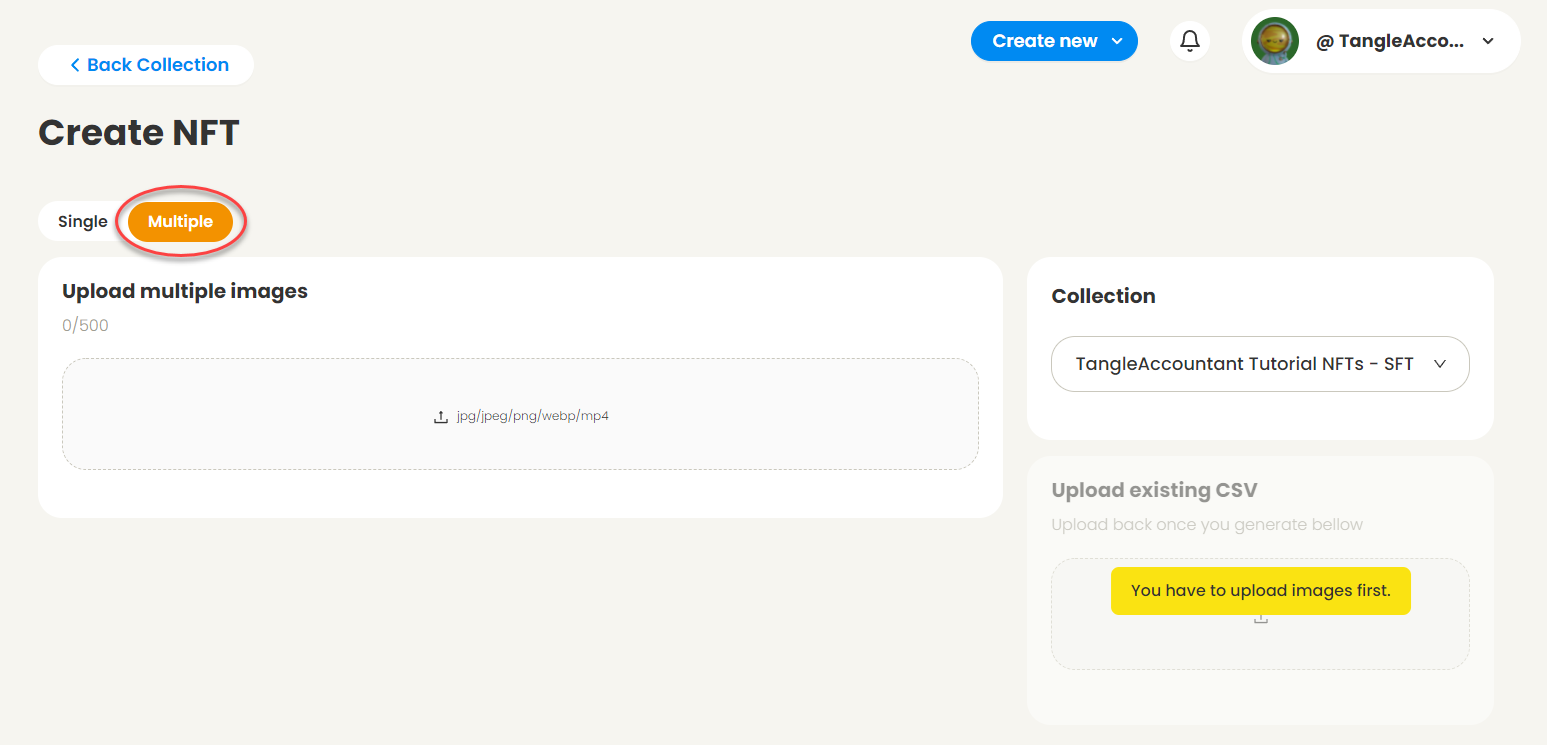 Create new
@ TangleAcco...
Back Collection
Create NFT
Single
Multiple
Upload multiple images
0/500
jpg/jpeg/png/webp/mp4
Collection
TangleAccountant Tutorial NFTs - SFT
Upload existing CSV
Upload back once you generate bellow
You have to upload images first.